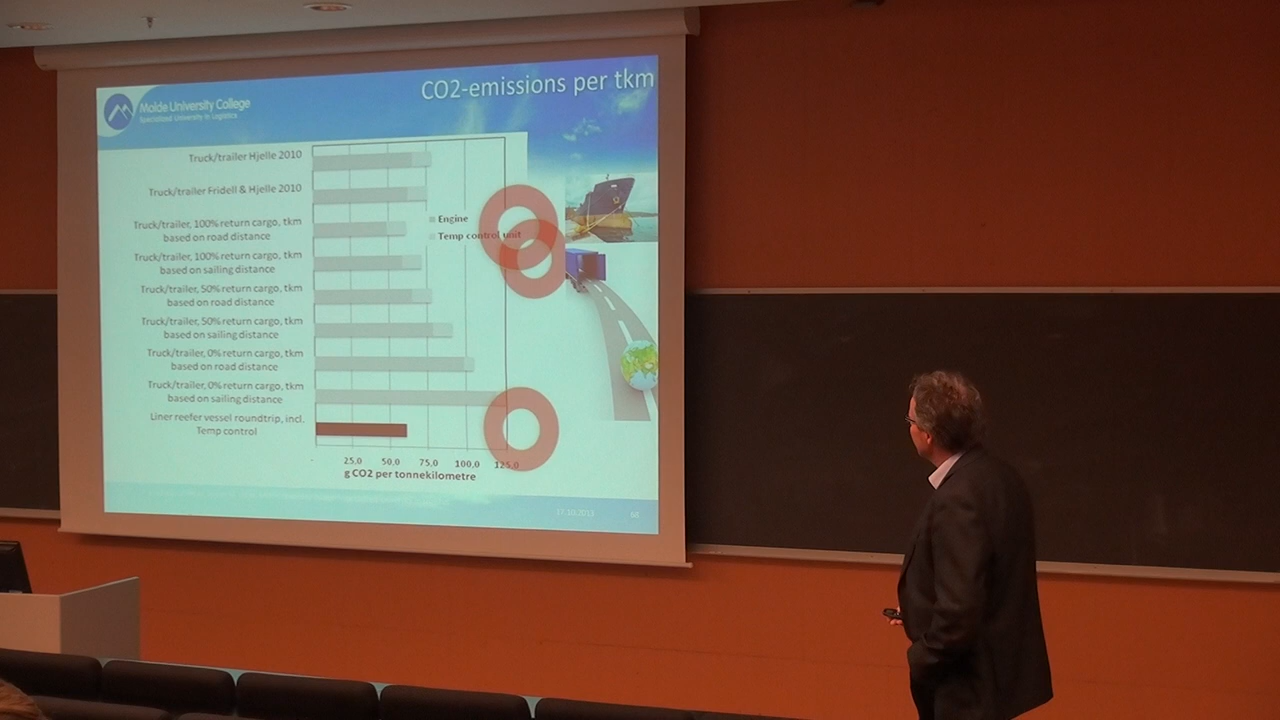 CO2-emissions per tkm
Molde University College
Specialized University in Logistics
Truck/trailer Hjelle 2010
Truck/trailer Fridell & Hjelle 2010
Truck/trailer, 100% return cargo, tkm
based on road distance
Truck/trailer, 100% return cargo, tkm
based on sailing distance
Truck/trailer, 50% return cargo, tkm
based on road distance
Truck/trailer, 50% return cargo, tkm
based on sailing distance
Truck/trailer, 0% return cargo, tkm
based on road distance
Truck/trailer, 0% return cargo, tkm
based on sailing distance
Liner reefer vessel roundtrip, incl.
Temp control
Engine
Temp control unit
- 25,0 50,0 75,0 100,0 125,0
g CO2 per tonnekilometre
17.10.2013 64